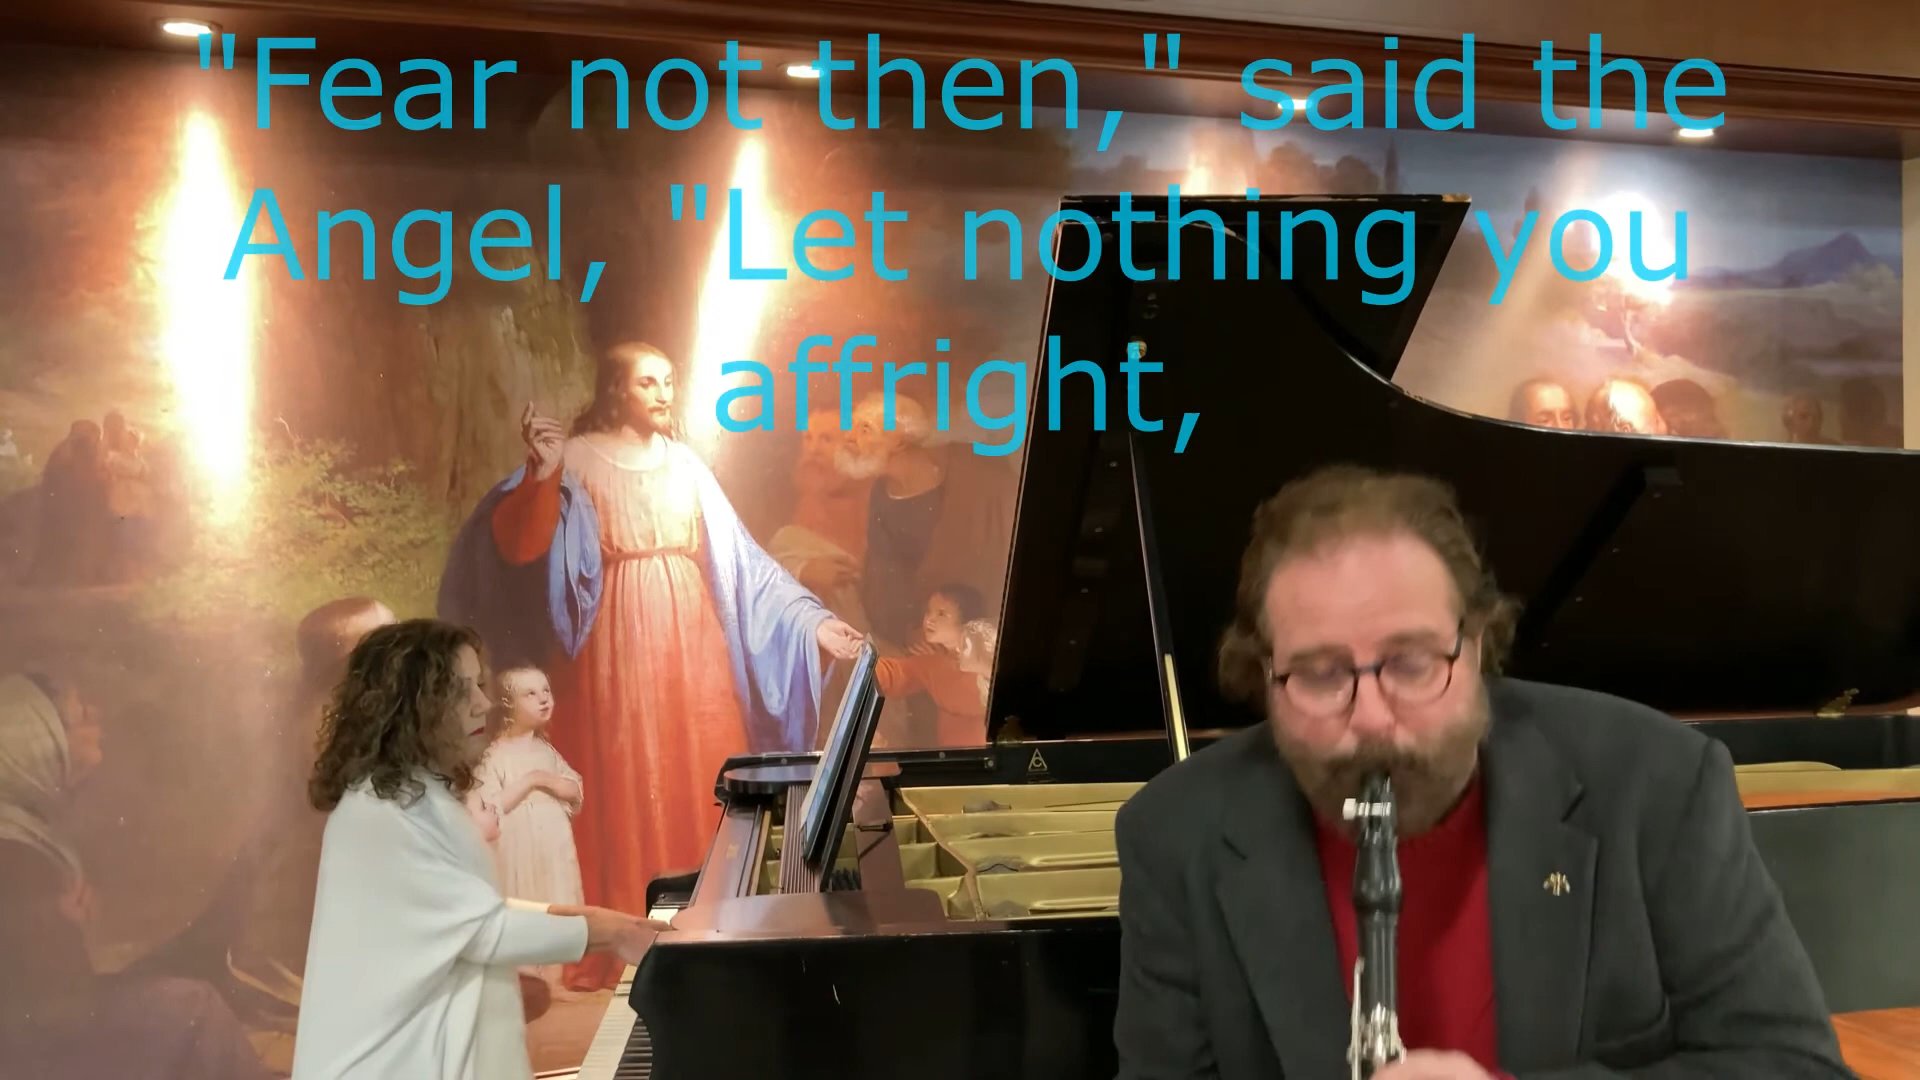 "Fear not then," said the
Angel, "Let nothing you
affright,